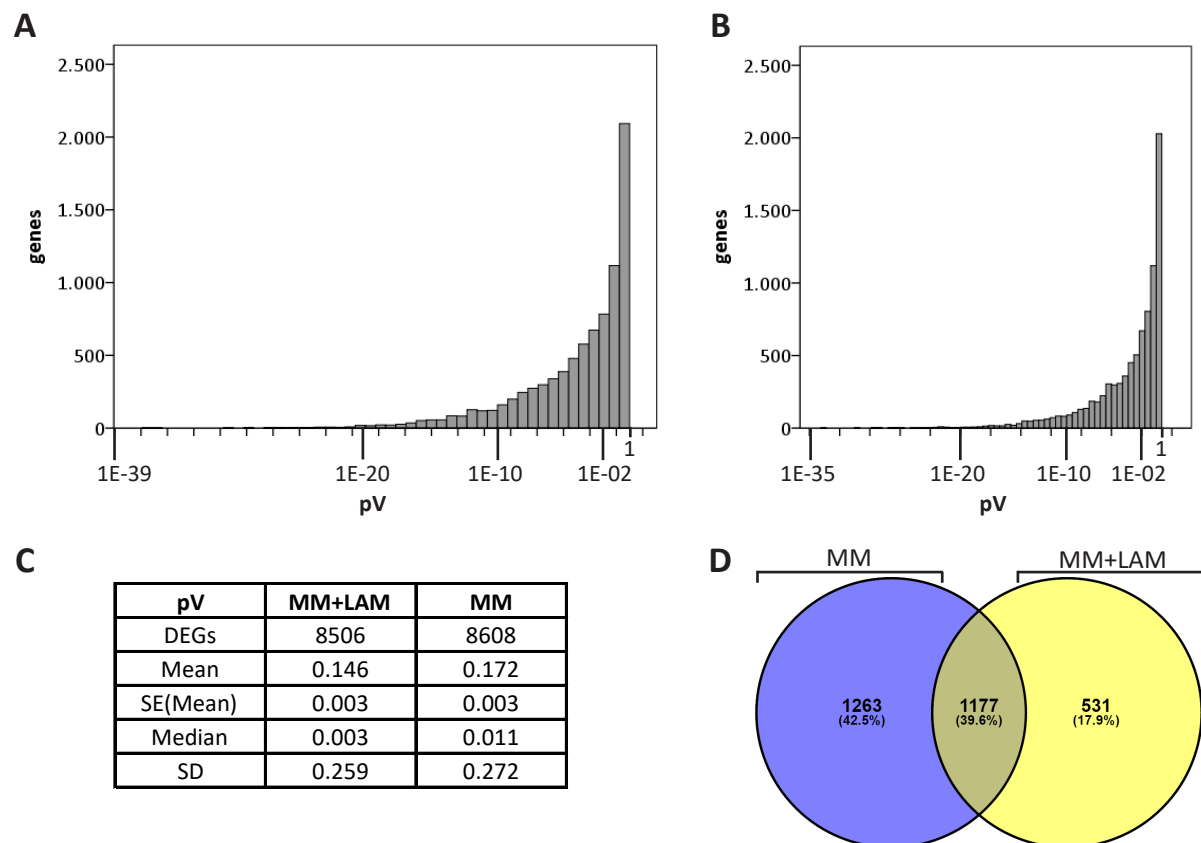 A
2.500
2.000
1.500
1.000
500
0
genes
1E-39
1E-20
1E-10
1E-02
1
pV
B
2.500
2.000
1.500
1.000
500
0
genes
1E-35
1E-20
1E-10
1E-02
1
pV
C
pV MM+LAM MM
DEGs 8506 8608
Mean 0.146 0.172
SE(Mean) 0.003 0.003
Median 0.003 0.011
SD 0.259 0.272
D
MM MM+LAM
1263 1177 531
(42.5%) (39.6%) (17.9%)